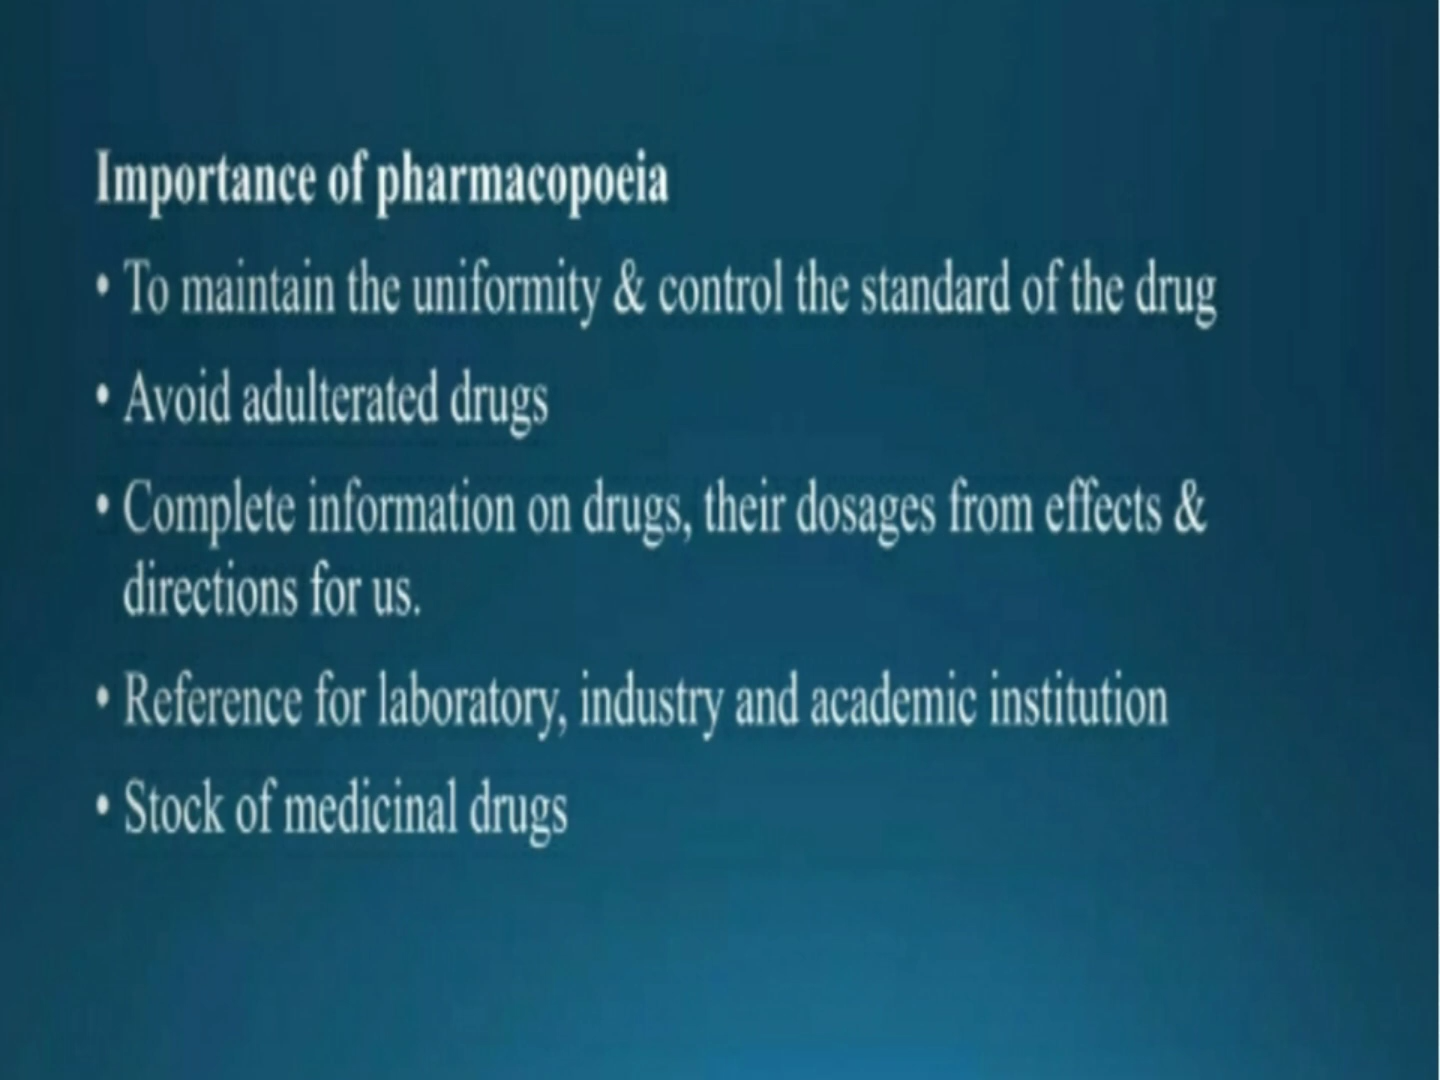 Importance of pharmacopoeia
• To maintain the uniformity & control the standard of the drug
• Avoid adulterated drugs
• Complete information on drugs, their dosages from effects &
directions for us.
• Reference for laboratory, industry and academic institution
• Stock of medicinal drugs